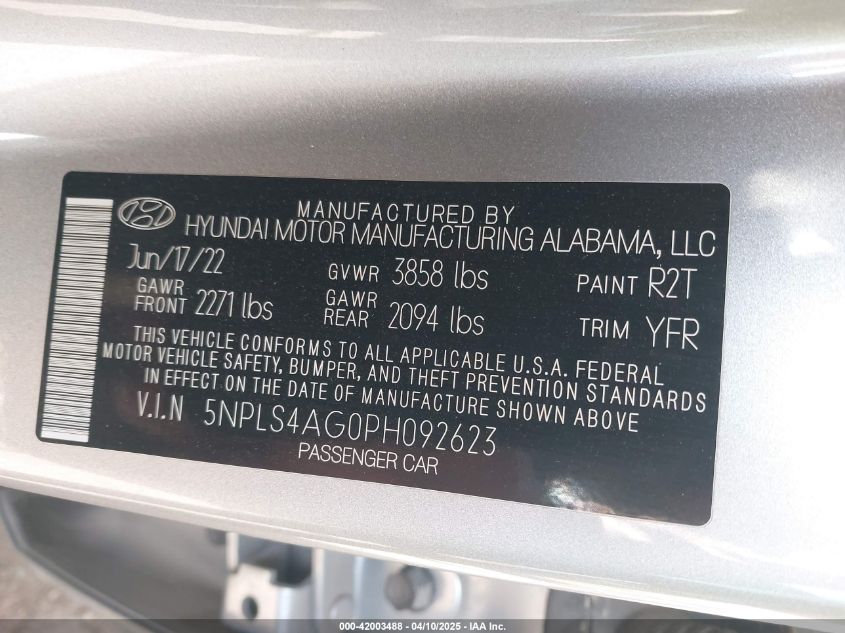 MANUFACTURED BY
HYUNDAI MOTOR MANUFACTURING ALABAMA, LLC
Jun/17/22 GVWR 3858 lbs PAINT R2T
GAWR FRONT 2271 lbs GAWR REAR 2094 lbs TRIM YFR
THIS VEHICLE CONFORMS TO ALL APPLICABLE U.S.A. FEDERAL
MOTOR VEHICLE SAFETY, BUMPER, AND THEFT PREVENTION STANDARDS
IN EFFECT ON THE DATE OF MANUFACTURE SHOWN ABOVE
V.I.N 5NPLS4AG0PH092623
PASSENGER CAR
000-42003488 - 04/10/2025 - IAA Inc.